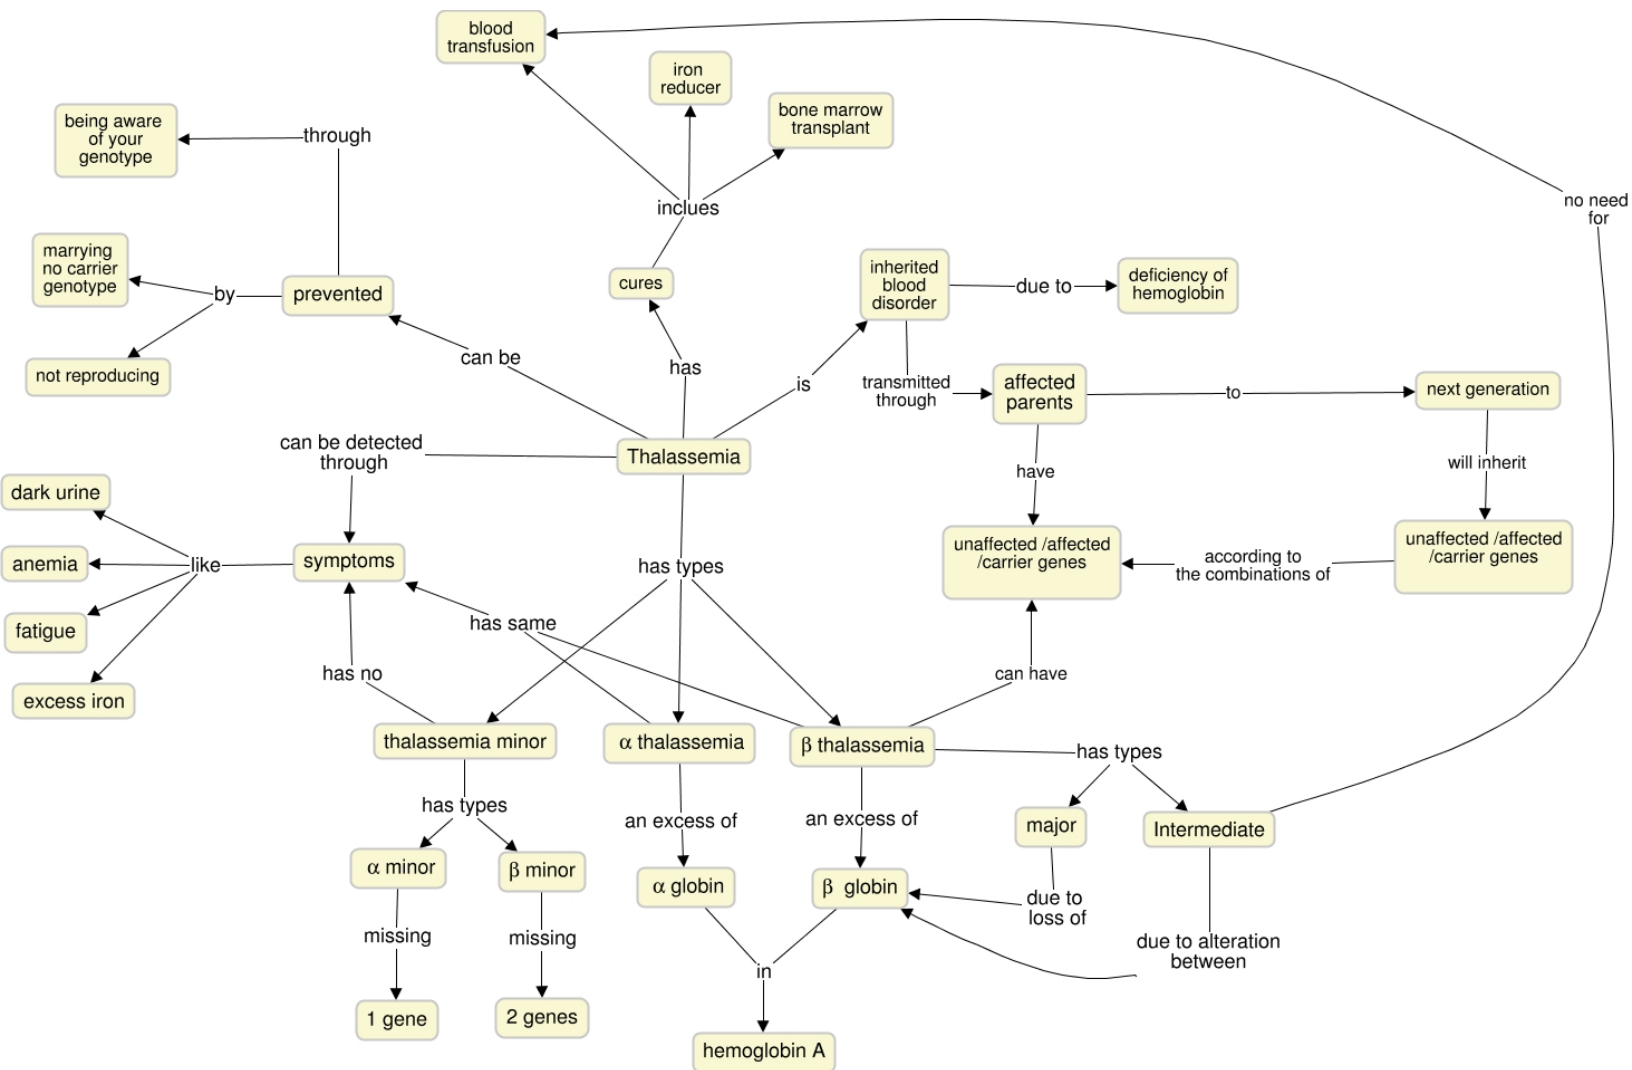 blood
transfusion
iron
reducer
bone marrow
transplant
being aware
of your
genotype
through
no need
for
inclues
marrying
no carrier
genotype
by
prevented
cures
inherited
blood
disorder
due to
deficiency of
hemoglobin
not reproducing
can be
has
is
transmitted
through
affected
parents
to
next generation
can be detected
through
Thalassemia
have
will inherit
dark urine
anemia
like
symptoms
has types
unaffected /affected
/carrier genes
according to
the combinations of
unaffected /affected
/carrier genes
fatigue
has same
excess iron
has no
can have
thalassemia minor
α thalassemia
β thalassemia
has types
has types
an excess of
an excess of
major
Intermediate
α minor
β minor
α globin
β globin
due to
loss of
missing
missing
due to alteration
between
in
1 gene
2 genes
hemoglobin A